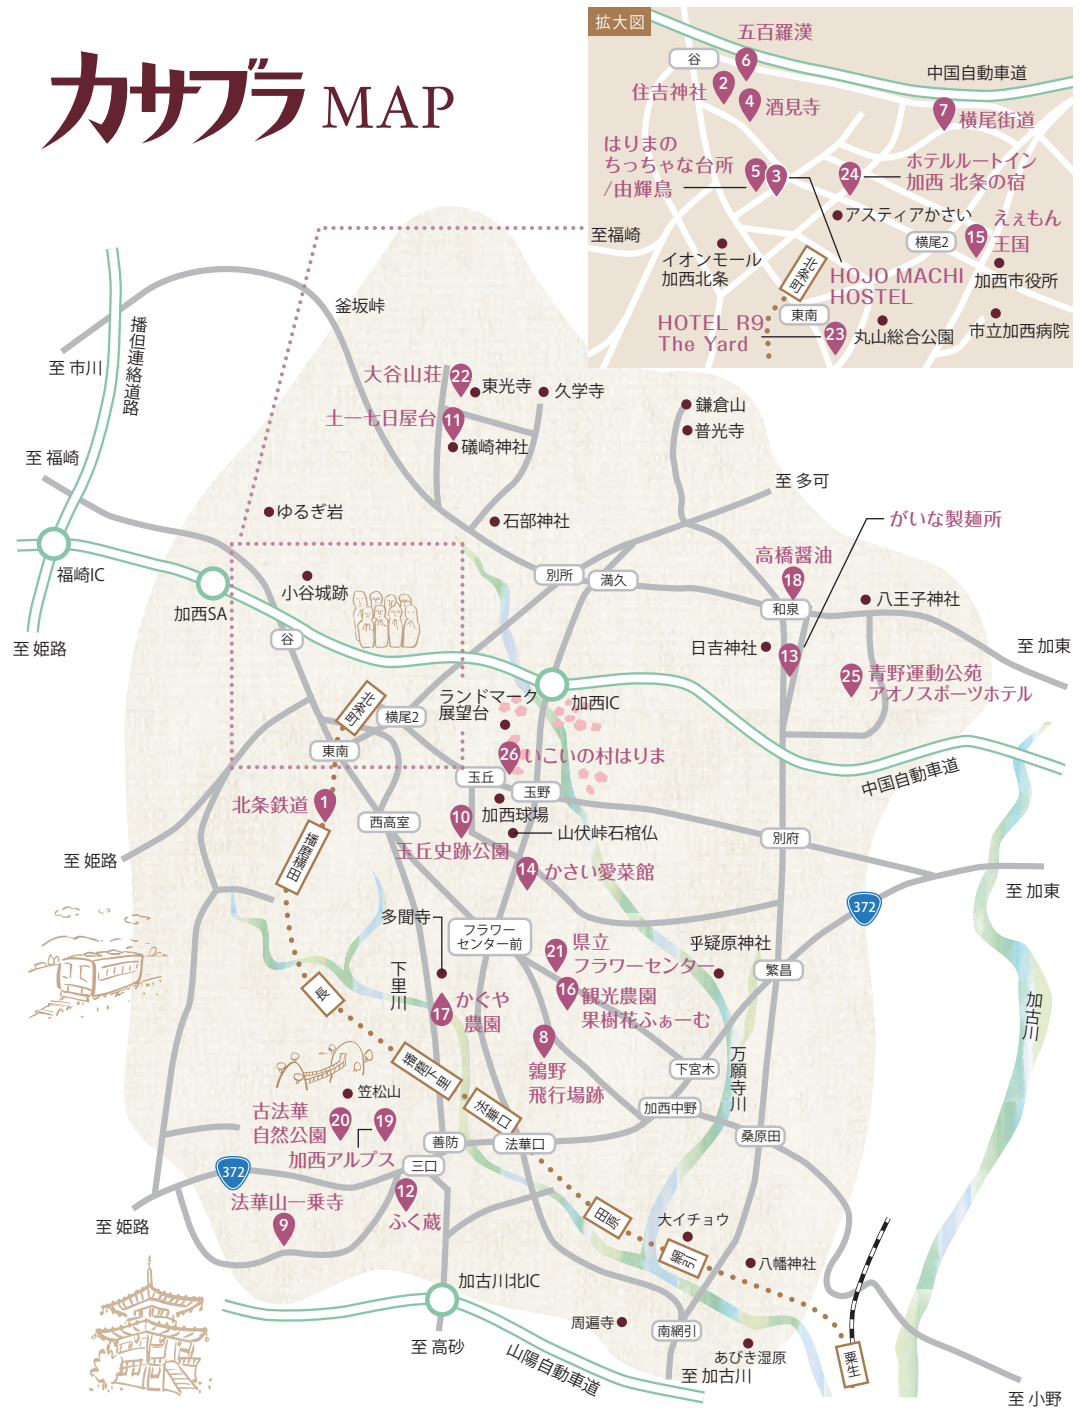 カサブラ MAP
拡大図
五百羅漢
谷
6
2
住吉神社
4
酒見寺
中国自動車道
7
横尾街道
はりまの
ちっちゃな台所
/由輝鳥
5
3
24
ホテルルートイン
加西 北条の宿
アスティアかさい
えぇもん
王国
15
横尾2
至福崎
イオンモール
加西北条
北条町
HOJO MACHI
HOSTEL
加西市役所
東南
HOTEL R9
The Yard
23
丸山総合公園
市立加西病院
釜坂峠
播但連絡道路
至 市川
大谷山荘
22
東光寺
久学寺
土一七日屋台
11
礒崎神社
鎌倉山
普光寺
至 福崎
至 多可
ゆるぎ岩
石部神社
がいな製麺所
高橋醤油
18
福崎IC
加西SA
小谷城跡
別所
満久
和泉
八王子神社
至 姫路
谷
日吉神社
13
至 加東
25
青野運動公苑
アオノスポーツホテル
北条町
横尾2
ランドマーク
展望台
加西IC
東南
26
いこいの村はりま
玉丘
玉野
中国自動車道
北条鉄道
1
加西球場
10
西高室
山伏峠石棺仏
別府
播磨横田
玉丘史跡公園
至 姫路
14
かさい愛菜館
至 加東
372
多聞寺
フラワー
センター前
21
県立
フラワーセンター
乎疑原神社
繁昌
下里川
長
17
かぐや
農園
16
観光農園
果樹花ふぁーむ
加古川
8
鶉野
飛行場跡
播磨下里
下宮木
万願寺川
笠松山
法華口
加西中野
古法華
自然公園
20
19
加西アルプス
善防
法華口
桑原田
372
三口
法華山一乗寺
9
12
ふく蔵
至 姫路
田原
大イチョウ
網引
八幡神社
加古川北IC
周遍寺
南網引
あびき湿原
粟生
至 高砂
山陽自動車道
至 加古川
至 小野